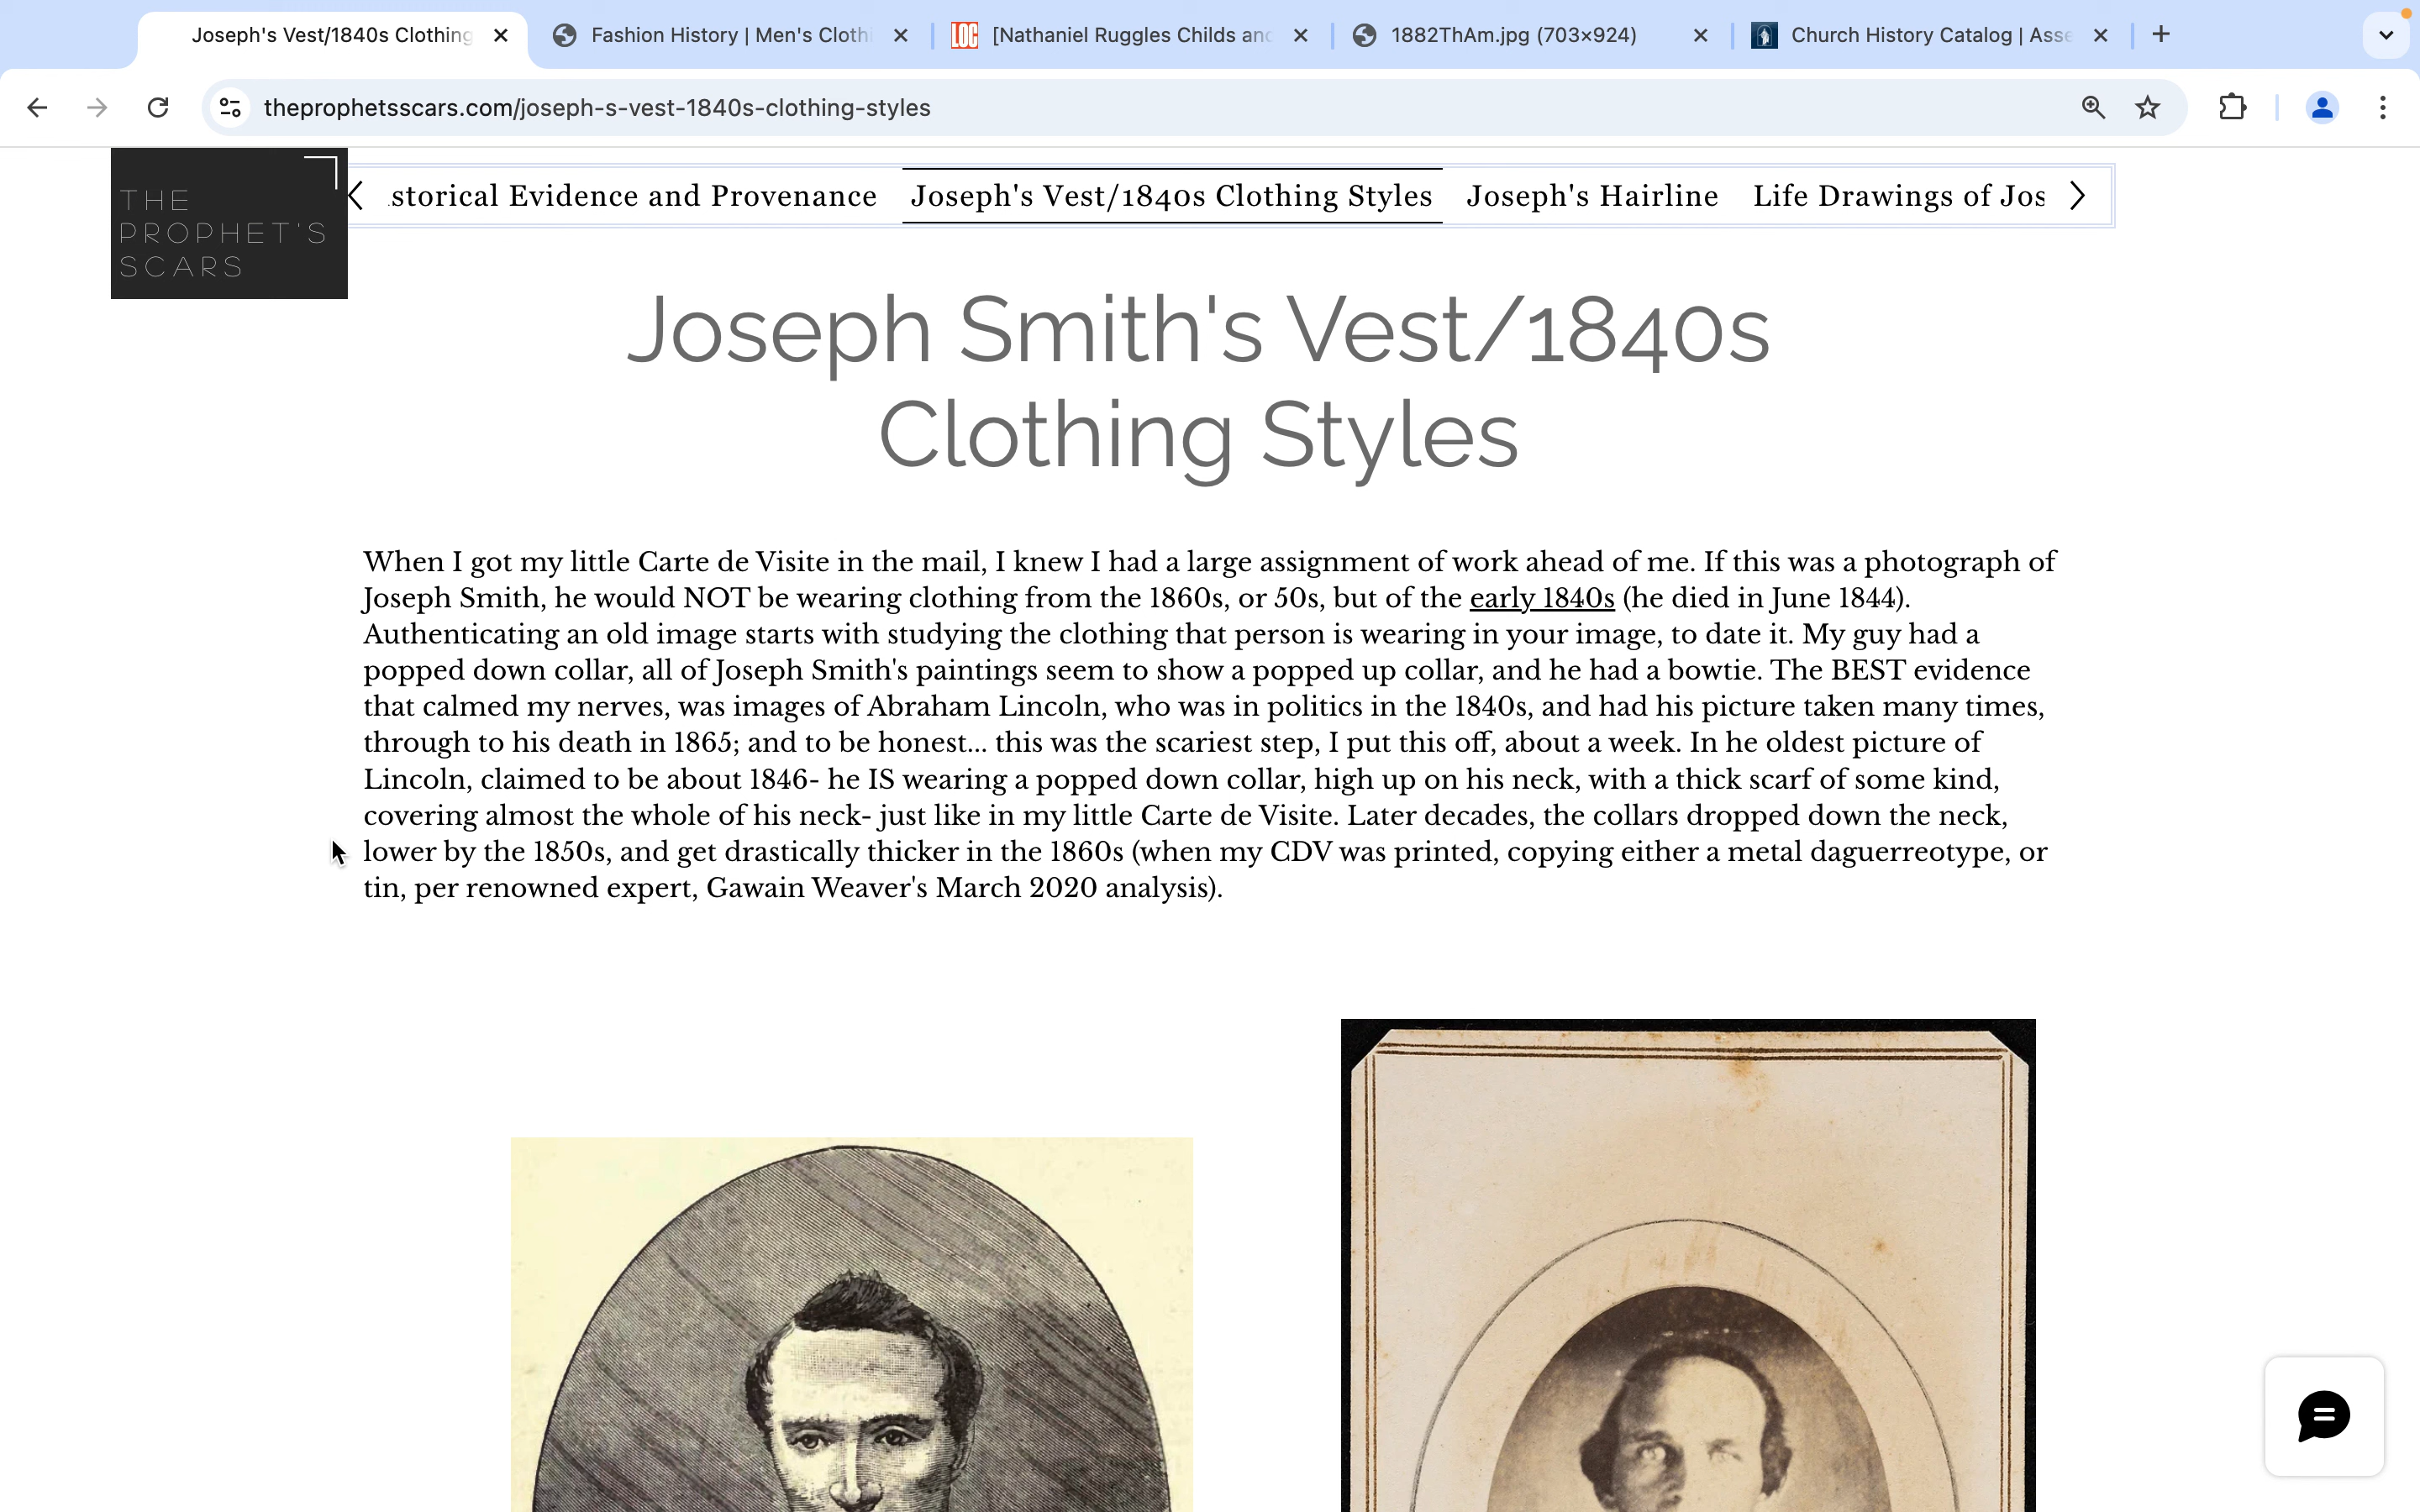 Joseph's Vest/1840s Clothing
Fashion History | Men's Clothi
[Nathaniel Ruggles Childs and
1882ThAm.jpg (703×924)
Church History Catalog | Asse
theprophetsscars.com/joseph-s-vest-1840s-clothing-styles
THE
PROPHET'S
SCARS
storical Evidence and Provenance
Joseph's Vest/1840s Clothing Styles
Joseph's Hairline
Life Drawings of Jos
Joseph Smith's Vest/1840s
Clothing Styles
When I got my little Carte de Visite in the mail, I knew I had a large assignment of work ahead of me. If this was a photograph of
Joseph Smith, he would NOT be wearing clothing from the 1860s, or 50s, but of the early 1840s (he died in June 1844).
Authenticating an old image starts with studying the clothing that person is wearing in your image, to date it. My guy had a
popped down collar, all of Joseph Smith's paintings seem to show a popped up collar, and he had a bowtie. The BEST evidence
that calmed my nerves, was images of Abraham Lincoln, who was in politics in the 1840s, and had his picture taken many times,
through to his death in 1865; and to be honest... this was the scariest step, I put this off, about a week. In he oldest picture of
Lincoln, claimed to be about 1846- he IS wearing a popped down collar, high up on his neck, with a thick scarf of some kind,
covering almost the whole of his neck- just like in my little Carte de Visite. Later decades, the collars dropped down the neck,
lower by the 1850s, and get drastically thicker in the 1860s (when my CDV was printed, copying either a metal daguerreotype, or
tin, per renowned expert, Gawain Weaver's March 2020 analysis).